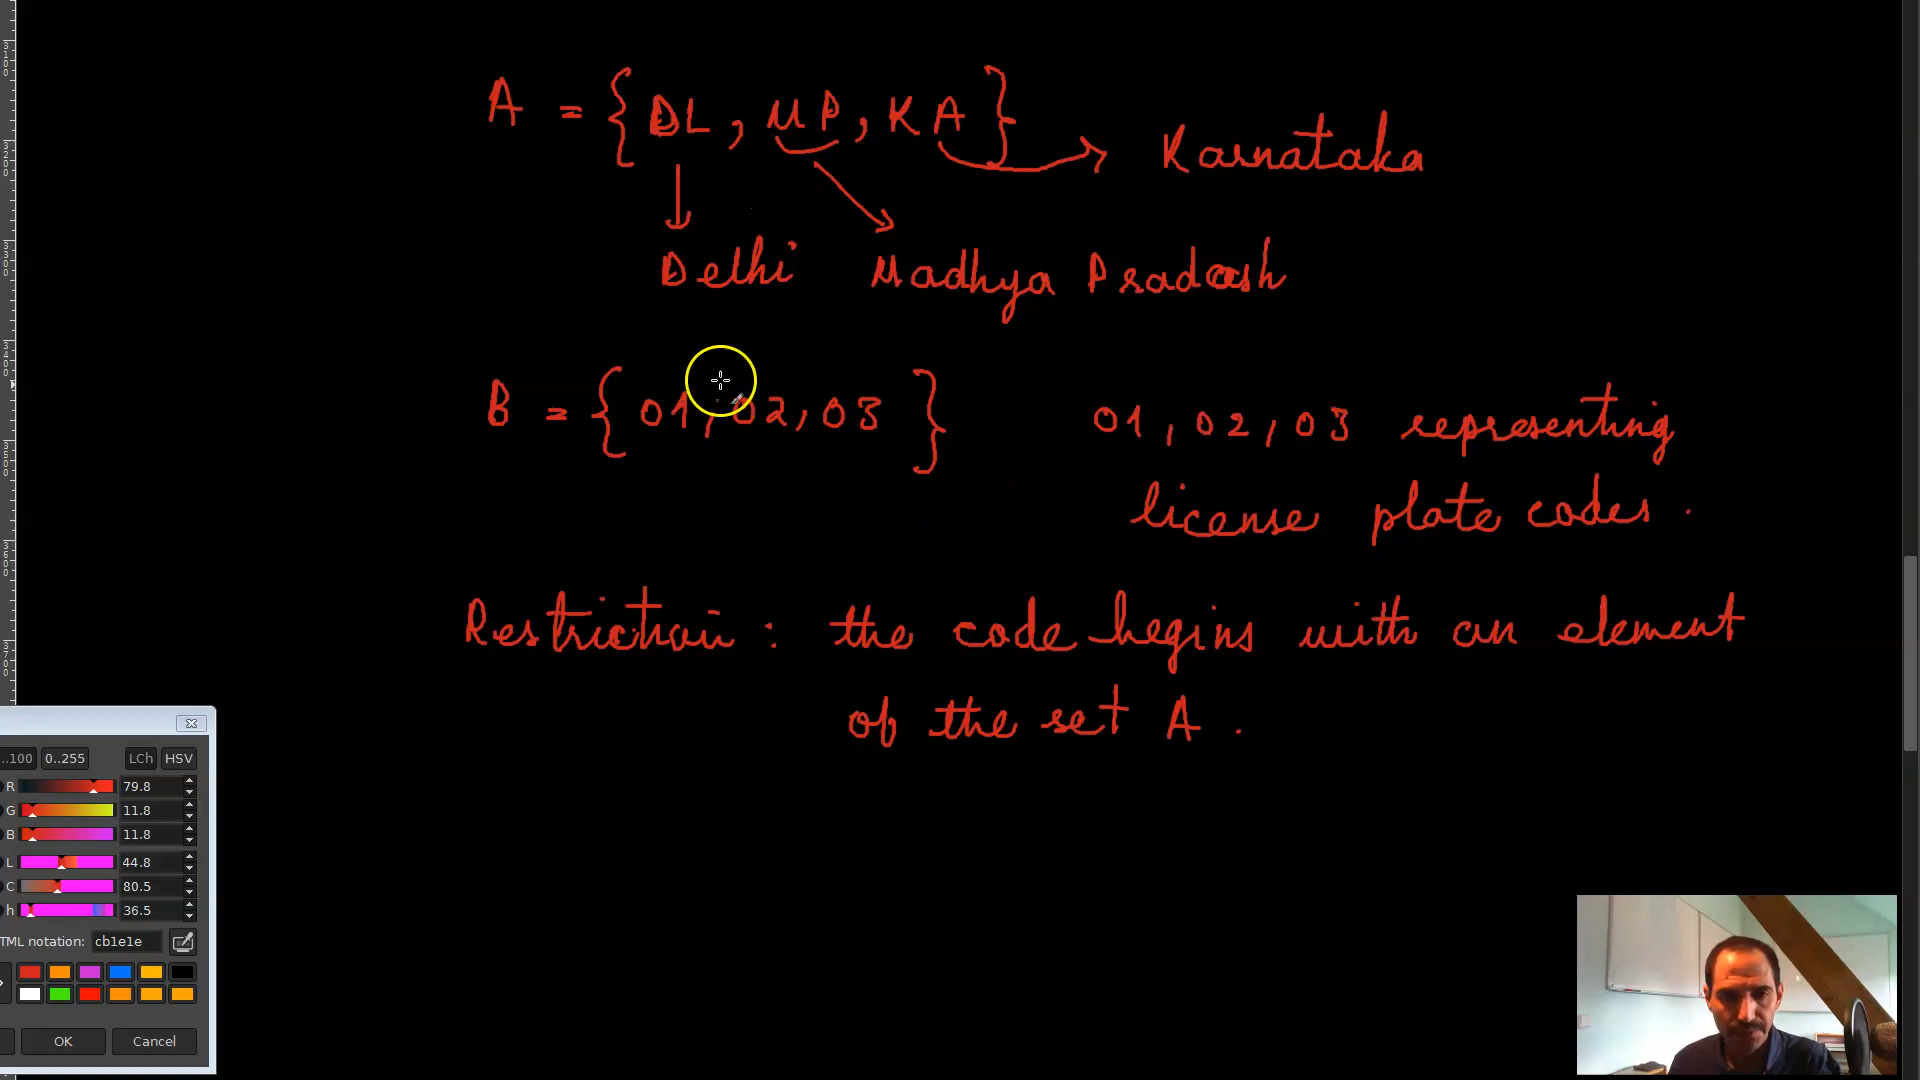 A = { DL, MP, KA } → Karnataka
Delhi Madhya Pradesh
B = { 01, 02, 03 } 01, 02, 03 representing
license plate codes.
Restriction : the code begins with an element
of the set A.
0..255 LCh HSV
R 79.8
G 11.8
B 11.8
L 44.8
C 80.5
h 36.5
TML notation: cb1e1e
OK Cancel